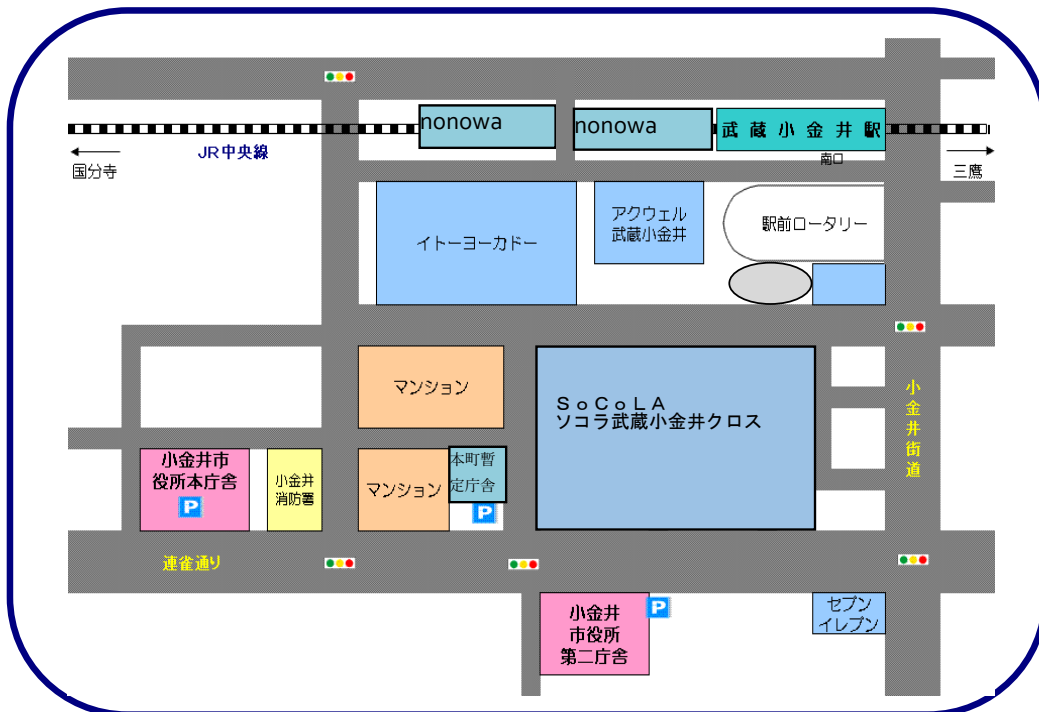 nonowa
nonowa
武蔵小金井駅
南口
JR中央線
国分寺
三鷹
イトーヨーカドー
アクウェル
武蔵小金井
駅前ロータリー
マンション
ＳｏＣｏＬＡ
ソコラ武蔵小金井クロス
小金井街道
小金井市
役所本庁舎
P
小金井
消防署
マンション
本町暫
定庁舎
P
連雀通り
小金井
市役所
第二庁舎
P
セブン
イレブン